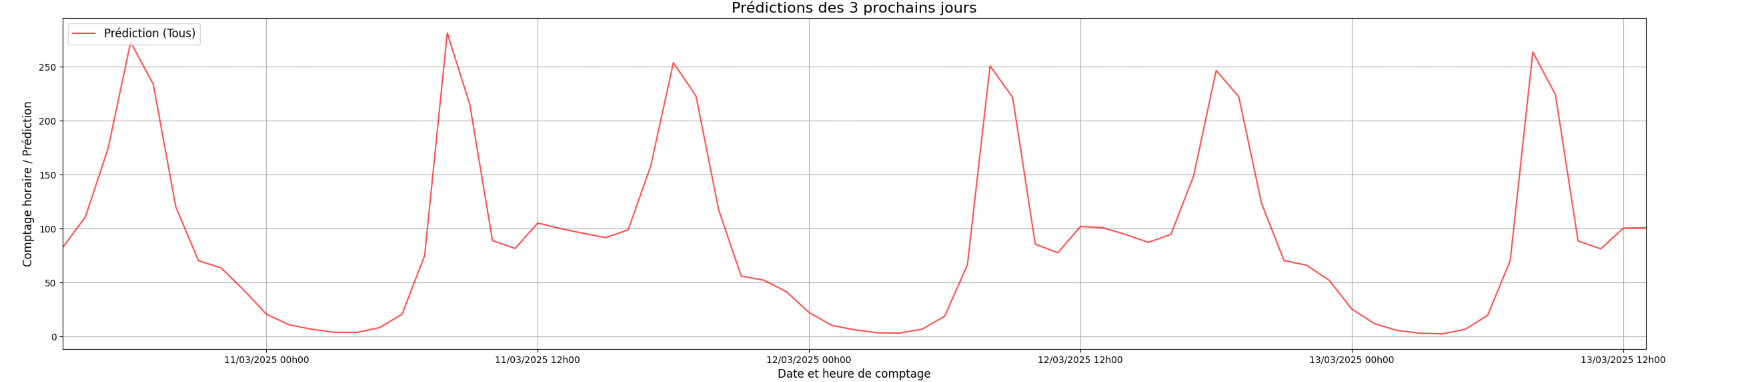 Prédictions des 3 prochains jours
Prédiction (Tous)
Comptage horaire / Prédiction
250
200
150
100
50
0
11/03/2025 00h00
11/03/2025 12h00
12/03/2025 00h00
12/03/2025 12h00
13/03/2025 00h00
13/03/2025 12h00
Date et heure de comptage